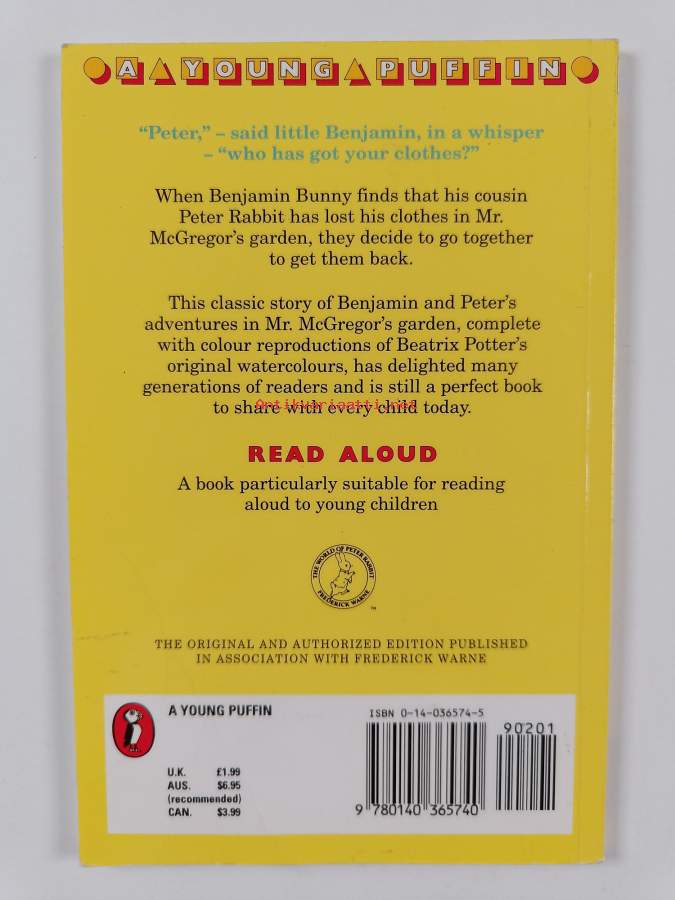 A YOUNG PUFFIN
“Peter,” – said little Benjamin, in a whisper
– “who has got your clothes?”
When Benjamin Bunny finds that his cousin
Peter Rabbit has lost his clothes in Mr.
McGregor’s garden, they decide to go together
to get them back.
This classic story of Benjamin and Peter’s
adventures in Mr. McGregor’s garden, complete
with colour reproductions of Beatrix Potter’s
original watercolours, has delighted many
generations of readers and is still a perfect book
to share with every child today.
Antikvariaatti.net
READ ALOUD
A book particularly suitable for reading
aloud to young children
THE WORLD OF PETER RABBIT
FREDERICK WARNE
™
THE ORIGINAL AND AUTHORIZED EDITION PUBLISHED
IN ASSOCIATION WITH FREDERICK WARNE
A YOUNG PUFFIN
U.K. £1.99
AUS. $6.95
(recommended)
CAN. $3.99
ISBN 0-14-036574-5
90201
9 780140 365740